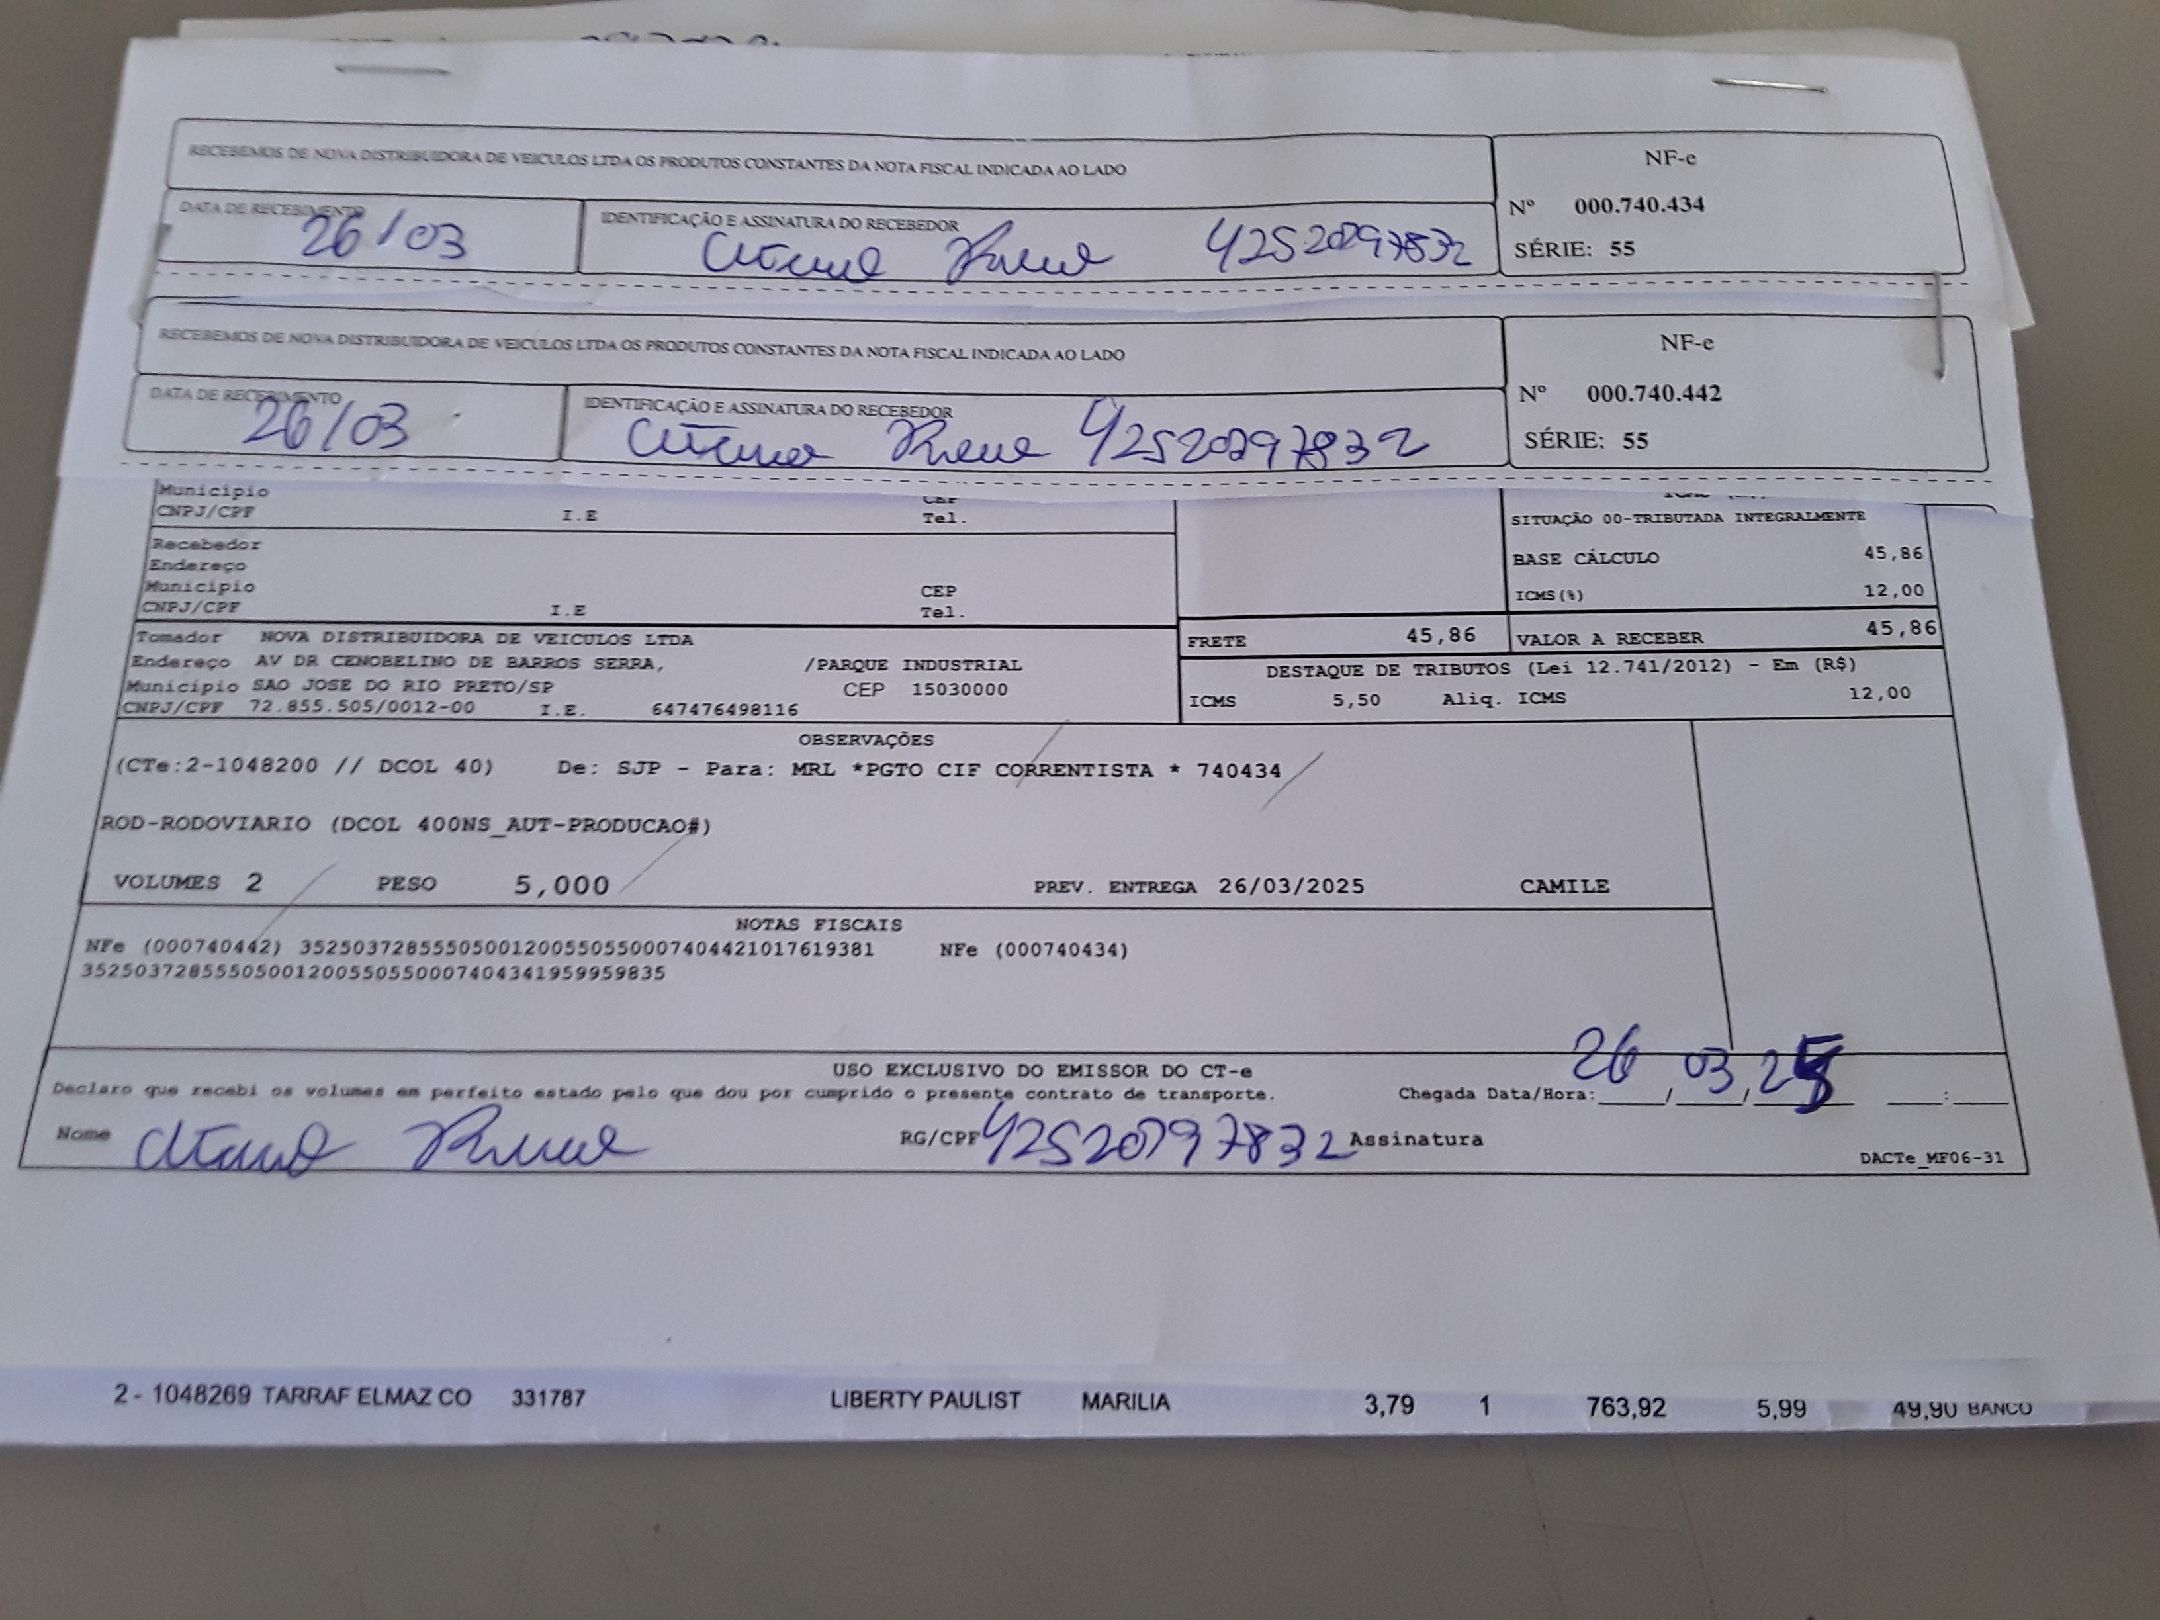 RECEBEMOS DE NOVA DISTRIBUIDORA DE VEICULOS LTDA OS PRODUTOS CONSTANTES DA NOTA FISCAL INDICADA AO LADO
NF-e
Nº 000.740.434
SÉRIE: 55
DATA DE RECEBIMENTO
26/03
IDENTIFICAÇÃO E ASSINATURA DO RECEBEDOR
42520797832
RECEBEMOS DE NOVA DISTRIBUIDORA DE VEICULOS LTDA OS PRODUTOS CONSTANTES DA NOTA FISCAL INDICADA AO LADO
NF-e
Nº 000.740.442
SÉRIE: 55
DATA DE RECEBIMENTO
26/03
IDENTIFICAÇÃO E ASSINATURA DO RECEBEDOR
42520797832
Município CEP
CNPJ/CPF I.E Tel.
SITUAÇÃO 00-TRIBUTADA INTEGRALMENTE
BASE CÁLCULO 45,86
ICMS(%) 12,00
Recebedor
Endereço
Município CEP
CNPJ/CPF I.E Tel.
FRETE 45,86 VALOR A RECEBER 45,86
Tomador NOVA DISTRIBUIDORA DE VEICULOS LTDA
Endereço AV DR CENOBELINO DE BARROS SERRA, /PARQUE INDUSTRIAL
Município SAO JOSE DO RIO PRETO/SP CEP 15030000
CNPJ/CPF 72.855.505/0012-00 I.E. 647476498116
DESTAQUE DE TRIBUTOS (Lei 12.741/2012) - Em (R$)
ICMS 5,50 Aliq. ICMS 12,00
OBSERVAÇÕES
(CTe:2-1048200 // DCOL 40) De: SJP - Para: MRL *PGTO CIF CORRENTISTA * 740434
ROD-RODOVIARIO (DCOL 400NS_AUT-PRODUCAO#)
VOLUMES 2 PESO 5,000 PREV. ENTREGA 26/03/2025 CAMILE
NOTAS FISCAIS
NFe (000740442) 35250372855505001200550550007404421017619381 NFe (000740434)
35250372855505001200550550007404341959959835
USO EXCLUSIVO DO EMISSOR DO CT-e
Declaro que recebi os volumes em perfeito estado pelo que dou por cumprido o presente contrato de transporte. Chegada Data/Hora: 26/03/25 :
Nome RG/CPF 42520797832 Assinatura
DACTe_MF06-31
2 - 1048269 TARRAF ELMAZ CO 331787 LIBERTY PAULIST MARILIA 3,79 1 763,92 5,99 49,90 BANCO